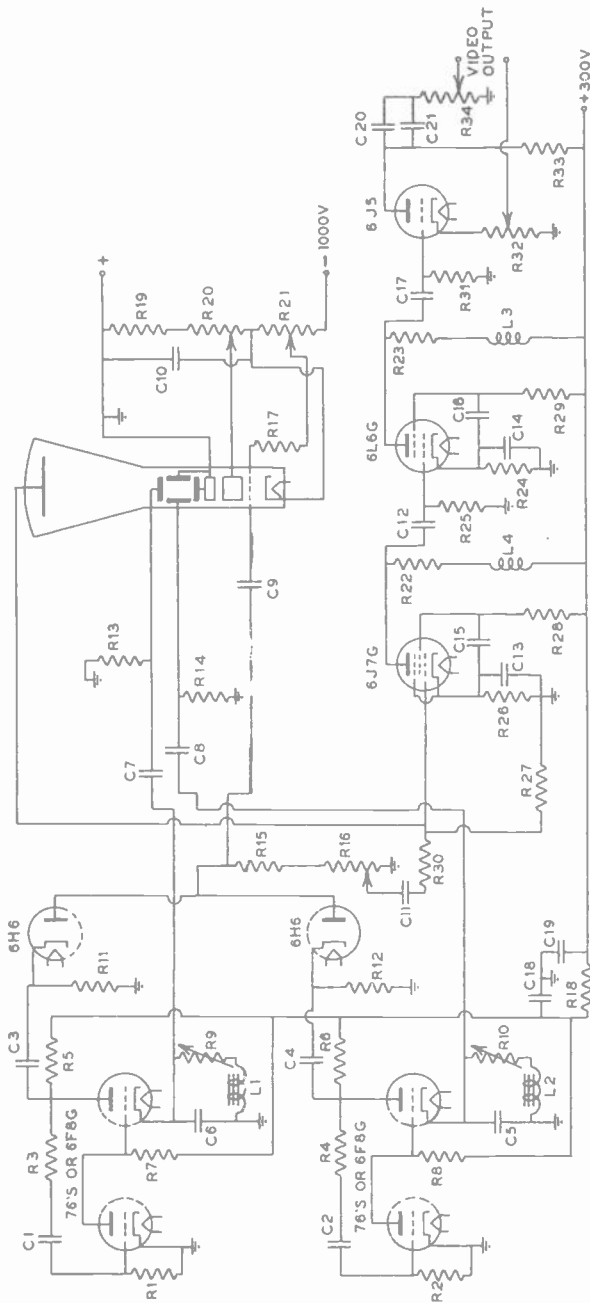 C1
R1
R3
76'S OR 6F8G
C3
R5
R7
C6
R9
L1
6H6
R11
C2
R2
R4
76'S OR 6F8G
C4
R6
R8
C5
R10
L2
6H6
R12
C18
C19
R18
R15
R16
C11
R30
R27
C7
R13
C8
R14
C9
C10
+
R19
R20
R21
-1000V
R17
6J7G
C15
C13
R26
R28
R22
L4
C12
R25
6L6G
C16
C14
R24
R29
R23
L3
C17
R31
6J5
R32
C20
C21
R34
R33
VIDEO
OUTPUT
+300V